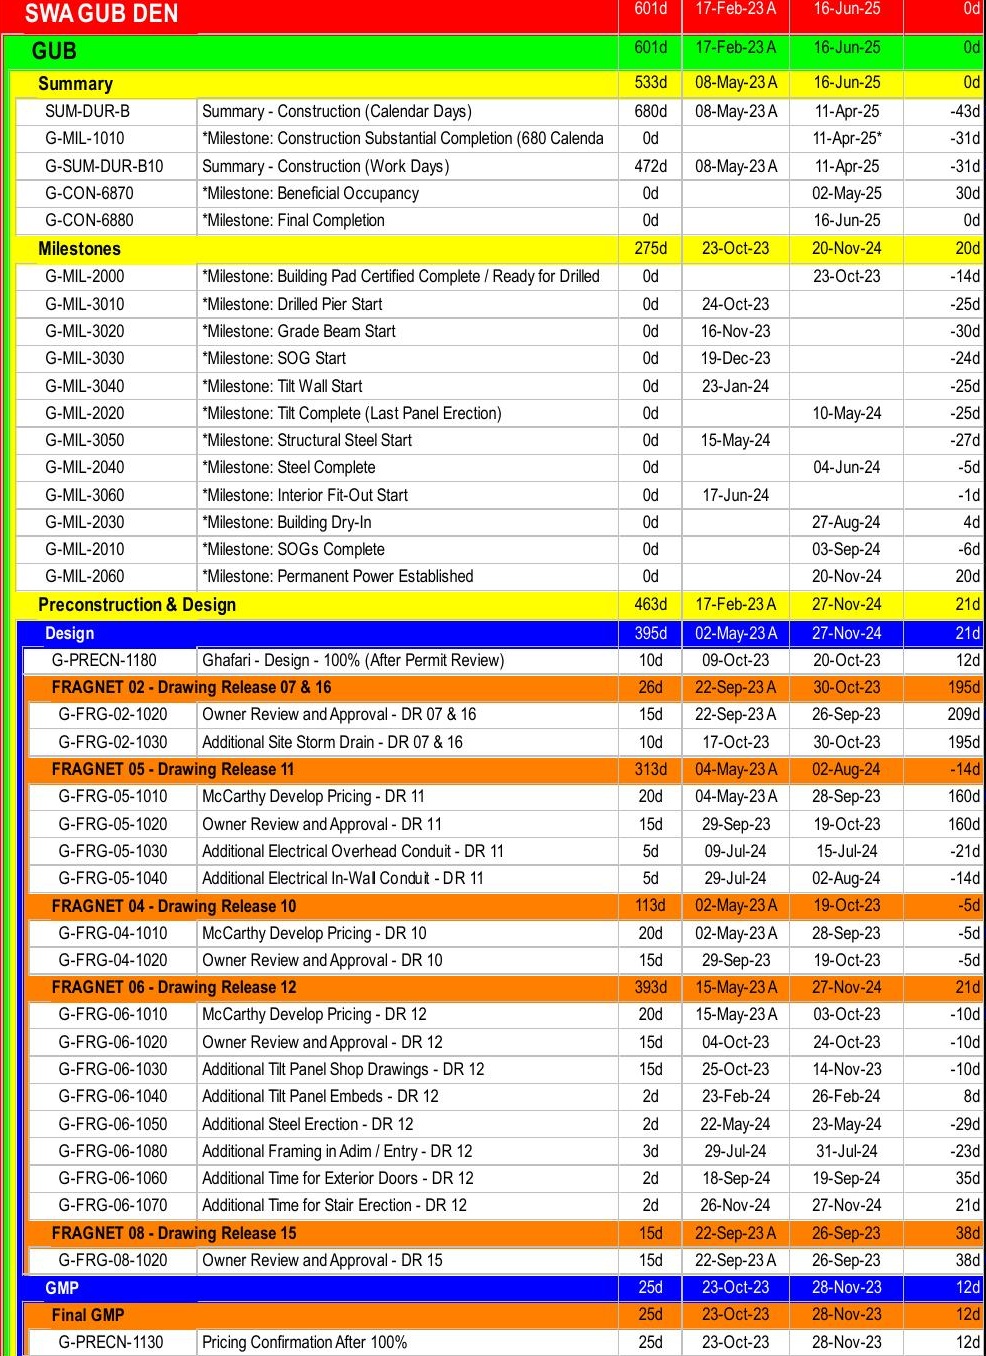 SWA GUB DEN 601d 17-Feb-23 A 16-Jun-25 0d
GUB 601d 17-Feb-23 A 16-Jun-25 0d
Summary 533d 08-May-23 A 16-Jun-25 0d
SUM-DUR-B Summary - Construction (Calendar Days) 680d 08-May-23 A 11-Apr-25 -43d
G-MIL-1010 *Milestone: Construction Substantial Completion (680 Calenda 0d 11-Apr-25* -31d
G-SUM-DUR-B10 Summary - Construction (Work Days) 472d 08-May-23 A 11-Apr-25 -31d
G-CON-6870 *Milestone: Beneficial Occupancy 0d 02-May-25 30d
G-CON-6880 *Milestone: Final Completion 0d 16-Jun-25 0d
Milestones 275d 23-Oct-23 20-Nov-24 20d
G-MIL-2000 *Milestone: Building Pad Certified Complete / Ready for Drilled 0d 23-Oct-23 -14d
G-MIL-3010 *Milestone: Drilled Pier Start 0d 24-Oct-23 -25d
G-MIL-3020 *Milestone: Grade Beam Start 0d 16-Nov-23 -30d
G-MIL-3030 *Milestone: SOG Start 0d 19-Dec-23 -24d
G-MIL-3040 *Milestone: Tilt Wall Start 0d 23-Jan-24 -25d
G-MIL-2020 *Milestone: Tilt Complete (Last Panel Erection) 0d 10-May-24 -25d
G-MIL-3050 *Milestone: Structural Steel Start 0d 15-May-24 -27d
G-MIL-2040 *Milestone: Steel Complete 0d 04-Jun-24 -5d
G-MIL-3060 *Milestone: Interior Fit-Out Start 0d 17-Jun-24 -1d
G-MIL-2030 *Milestone: Building Dry-In 0d 27-Aug-24 4d
G-MIL-2010 *Milestone: SOGs Complete 0d 03-Sep-24 -6d
G-MIL-2060 *Milestone: Permanent Power Established 0d 20-Nov-24 20d
Preconstruction & Design 463d 17-Feb-23 A 27-Nov-24 21d
Design 395d 02-May-23 A 27-Nov-24 21d
G-PRECN-1180 Ghafari - Design - 100% (After Permit Review) 10d 09-Oct-23 20-Oct-23 12d
FRAGNET 02 - Drawing Release 07 & 16 26d 22-Sep-23 A 30-Oct-23 195d
G-FRG-02-1020 Owner Review and Approval - DR 07 & 16 15d 22-Sep-23 A 26-Sep-23 209d
G-FRG-02-1030 Additional Site Storm Drain - DR 07 & 16 10d 17-Oct-23 30-Oct-23 195d
FRAGNET 05 - Drawing Release 11 313d 04-May-23 A 02-Aug-24 -14d
G-FRG-05-1010 McCarthy Develop Pricing - DR 11 20d 04-May-23 A 28-Sep-23 160d
G-FRG-05-1020 Owner Review and Approval - DR 11 15d 29-Sep-23 19-Oct-23 160d
G-FRG-05-1030 Additional Electrical Overhead Conduit - DR 11 5d 09-Jul-24 15-Jul-24 -21d
G-FRG-05-1040 Additional Electrical In-Wall Conduit - DR 11 5d 29-Jul-24 02-Aug-24 -14d
FRAGNET 04 - Drawing Release 10 113d 02-May-23 A 19-Oct-23 -5d
G-FRG-04-1010 McCarthy Develop Pricing - DR 10 20d 02-May-23 A 28-Sep-23 -5d
G-FRG-04-1020 Owner Review and Approval - DR 10 15d 29-Sep-23 19-Oct-23 -5d
FRAGNET 06 - Drawing Release 12 393d 15-May-23 A 27-Nov-24 21d
G-FRG-06-1010 McCarthy Develop Pricing - DR 12 20d 15-May-23 A 03-Oct-23 -10d
G-FRG-06-1020 Owner Review and Approval - DR 12 15d 04-Oct-23 24-Oct-23 -10d
G-FRG-06-1030 Additional Tilt Panel Shop Drawings - DR 12 15d 25-Oct-23 14-Nov-23 -10d
G-FRG-06-1040 Additional Tilt Panel Embeds - DR 12 2d 23-Feb-24 26-Feb-24 8d
G-FRG-06-1050 Additional Steel Erection - DR 12 2d 22-May-24 23-May-24 -29d
G-FRG-06-1080 Additional Framing in Adim / Entry - DR 12 3d 29-Jul-24 31-Jul-24 -23d
G-FRG-06-1060 Additional Time for Exterior Doors - DR 12 2d 18-Sep-24 19-Sep-24 35d
G-FRG-06-1070 Additional Time for Stair Erection - DR 12 2d 26-Nov-24 27-Nov-24 21d
FRAGNET 08 - Drawing Release 15 15d 22-Sep-23 A 26-Sep-23 38d
G-FRG-08-1020 Owner Review and Approval - DR 15 15d 22-Sep-23 A 26-Sep-23 38d
GMP 25d 23-Oct-23 28-Nov-23 12d
Final GMP 25d 23-Oct-23 28-Nov-23 12d
G-PRECN-1130 Pricing Confirmation After 100% 25d 23-Oct-23 28-Nov-23 12d